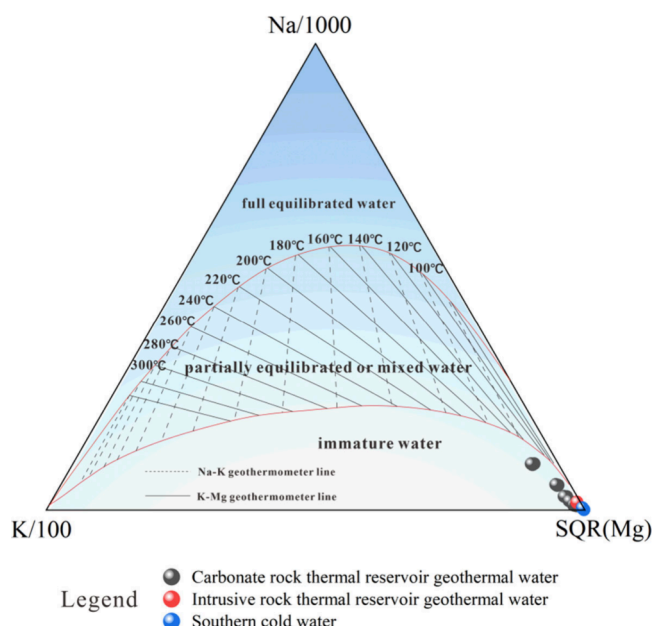 Na/1000
full equilibrated water
180℃ 160℃ 140℃ 120℃
200℃ 100℃
220℃
240℃
260℃
280℃
300℃
partially equilibrated or mixed water
immature water
Na-K geothermometer line
K-Mg geothermometer line
K/100 SQR(Mg)
Legend
Carbonate rock thermal reservoir geothermal water
Intrusive rock thermal reservoir geothermal water
Southern cold water